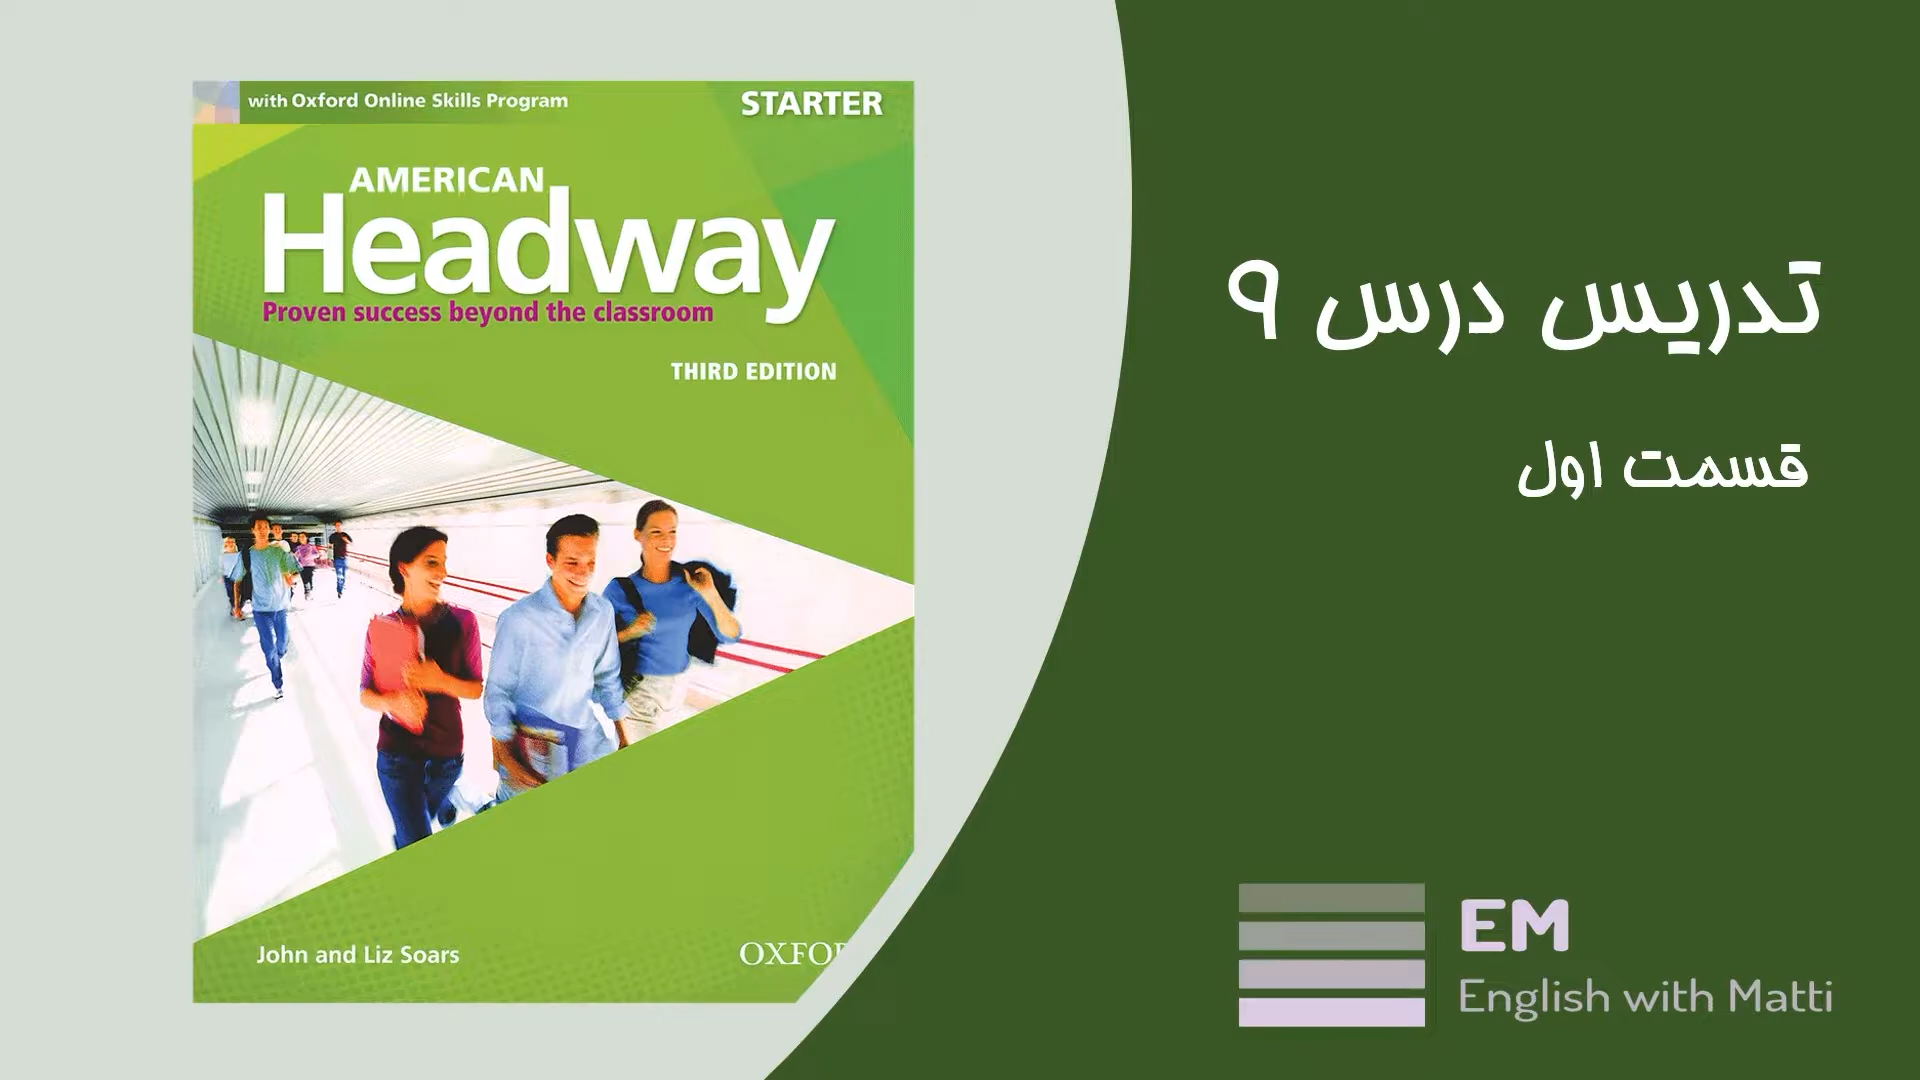 with Oxford Online Skills Program
STARTER
AMERICAN
Headway
Proven success beyond the classroom
THIRD EDITION
John and Liz Soars
OXFOR
تدریس درس ۹
قسمت اول
EM
English with Matti